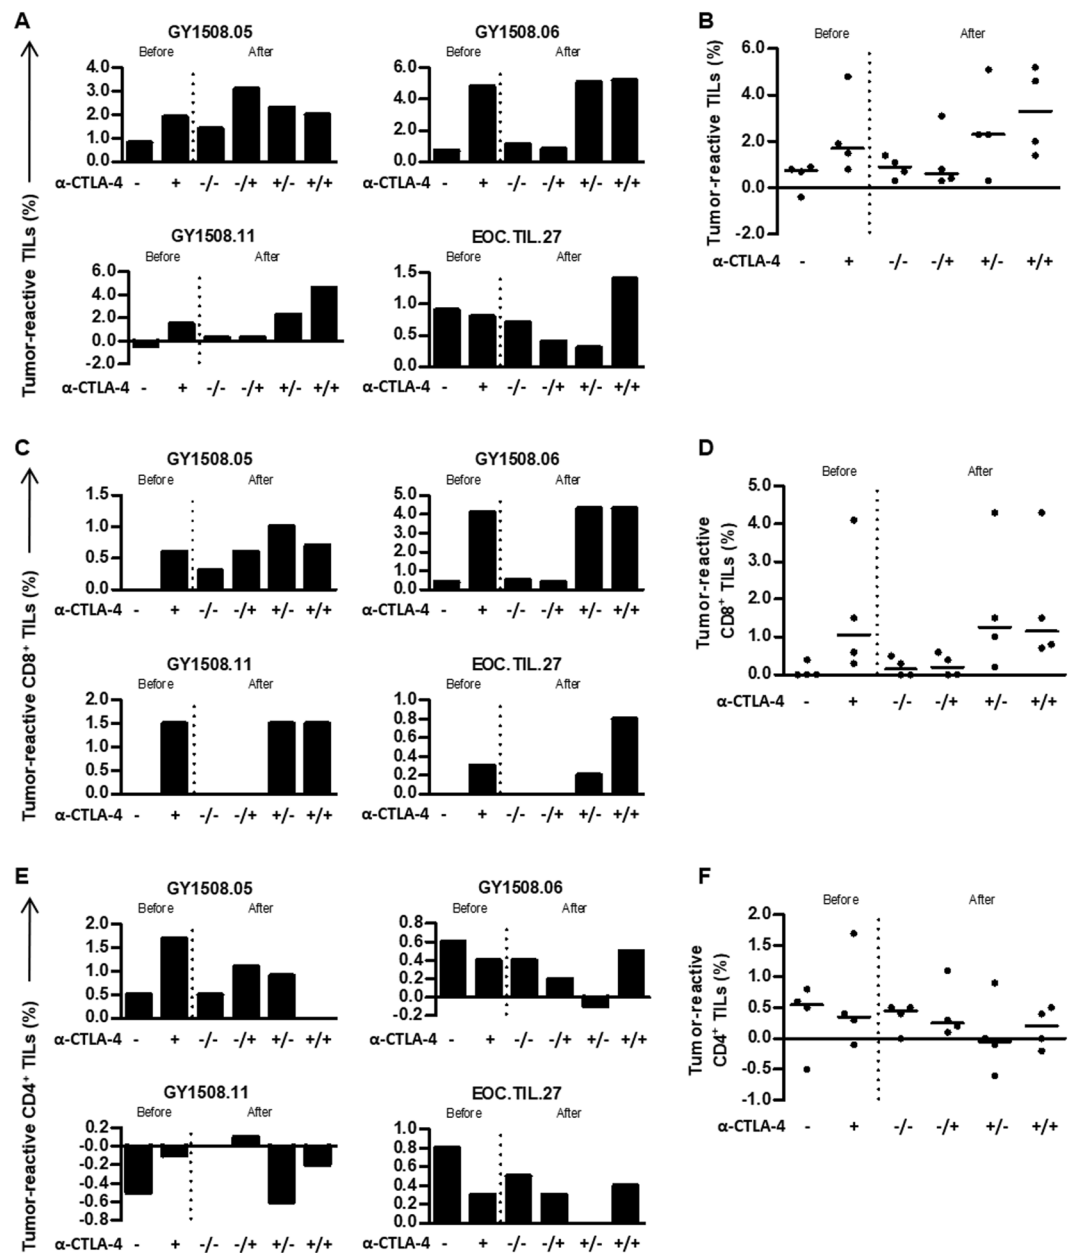 A
Tumor-reactive TILs (%)
GY1508.05
Before After
4.0
3.0
2.0
1.0
0.0
α-CTLA-4 - + -/- -/+ +/- +/+
GY1508.06
Before After
6.0
4.0
2.0
0.0
α-CTLA-4 - + -/- -/+ +/- +/+
GY1508.11
Before After
6.0
4.0
2.0
0.0
-2.0
α-CTLA-4 - + -/- -/+ +/- +/+
EOC.TIL.27
Before After
1.5
1.0
0.5
0.0
α-CTLA-4 - + -/- -/+ +/- +/+
B
Before After
Tumor-reactive TILs (%)
6.0
4.0
2.0
0.0
-2.0
α-CTLA-4 - + -/- -/+ +/- +/+
C
Tumor-reactive CD8⁺ TILs (%)
GY1508.05
Before After
1.5
1.0
0.5
0.0
α-CTLA-4 - + -/- -/+ +/- +/+
GY1508.06
Before After
5.0
4.0
3.0
2.0
1.0
0.0
α-CTLA-4 - + -/- -/+ +/- +/+
GY1508.11
Before After
2.0
1.5
1.0
0.5
0.0
α-CTLA-4 - + -/- -/+ +/- +/+
EOC.TIL.27
Before After
1.0
0.8
0.6
0.4
0.2
0.0
α-CTLA-4 - + -/- -/+ +/- +/+
D
Before After
Tumor-reactive
CD8⁺ TILs (%)
5.0
4.0
3.0
2.0
1.0
0.0
α-CTLA-4 - + -/- -/+ +/- +/+
E
Tumor-reactive CD4⁺ TILs (%)
GY1508.05
Before After
2.0
1.5
1.0
0.5
0.0
α-CTLA-4 - + -/- -/+ +/- +/+
GY1508.06
Before After
0.8
0.6
0.4
0.2
0.0
-0.2
α-CTLA-4 - + -/- -/+ +/- +/+
GY1508.11
Before After
0.2
-0.0
-0.2
-0.4
-0.6
-0.8
α-CTLA-4 - + -/- -/+ +/- +/+
EOC.TIL.27
Before After
1.0
0.8
0.6
0.4
0.2
0.0
α-CTLA-4 - + -/- -/+ +/- +/+
F
Before After
Tumor-reactive
CD4⁺ TILs (%)
2.0
1.5
1.0
0.5
0.0
-0.5
-1.0
α-CTLA-4 - + -/- -/+ +/- +/+